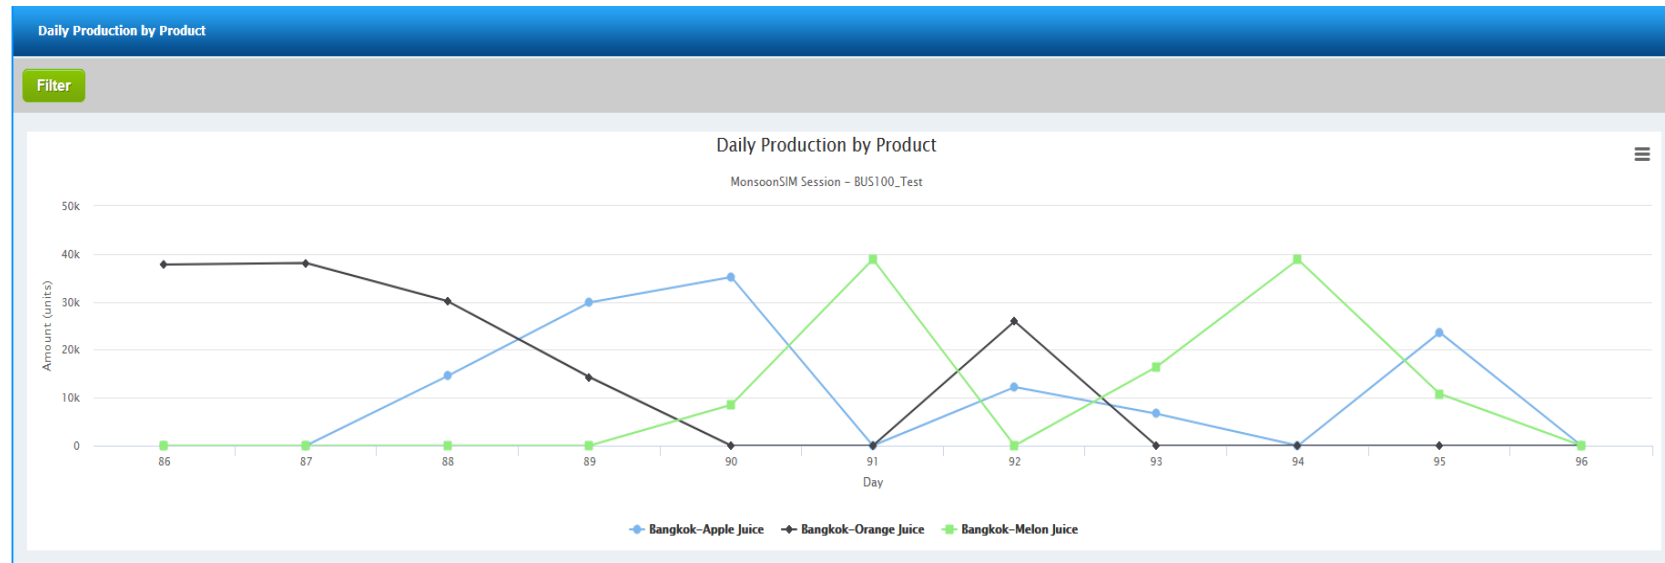 Daily Production by Product
Filter
Daily Production by Product
MonsoonSIM Session - BUS100_Test
Amount (units)
50k
40k
30k
20k
10k
0
86 87 88 89 90 91 92 93 94 95 96
Day
Bangkok-Apple Juice Bangkok-Orange Juice Bangkok-Melon Juice